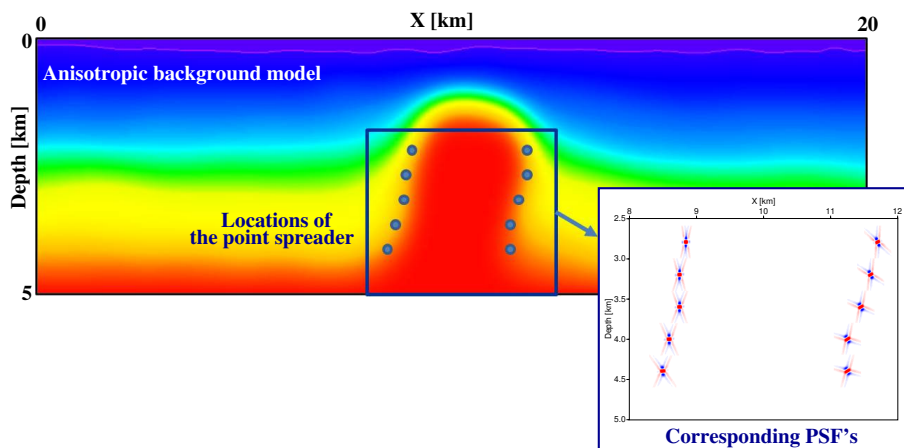 X [km]
0
20
0
Anisotropic background model
Depth [km]
Locations of
the point spreader
5
X [km]
8
9
10
11
12
2.5
3.0
3.5
4.0
4.5
5.0
Depth [km]
Corresponding PSF's